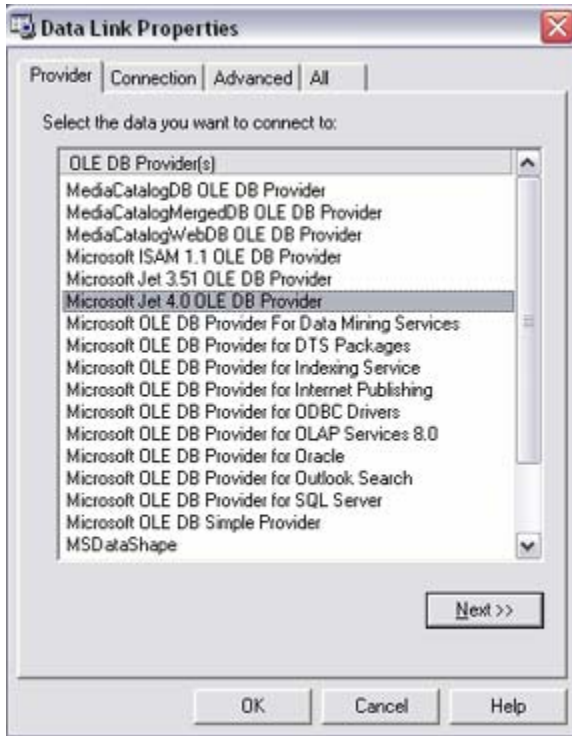 Data Link Properties
Provider Connection Advanced All
Select the data you want to connect to:
OLE DB Provider(s)
MediaCatalogDB OLE DB Provider
MediaCatalogMergedDB OLE DB Provider
MediaCatalogWebDB OLE DB Provider
Microsoft ISAM 1.1 OLE DB Provider
Microsoft Jet 3.51 OLE DB Provider
Microsoft Jet 4.0 OLE DB Provider
Microsoft OLE DB Provider For Data Mining Services
Microsoft OLE DB Provider for DTS Packages
Microsoft OLE DB Provider for Indexing Service
Microsoft OLE DB Provider for Internet Publishing
Microsoft OLE DB Provider for ODBC Drivers
Microsoft OLE DB Provider for OLAP Services 8.0
Microsoft OLE DB Provider for Oracle
Microsoft OLE DB Provider for Outlook Search
Microsoft OLE DB Provider for SQL Server
Microsoft OLE DB Simple Provider
MSDataShape
Next >>
OK Cancel Help